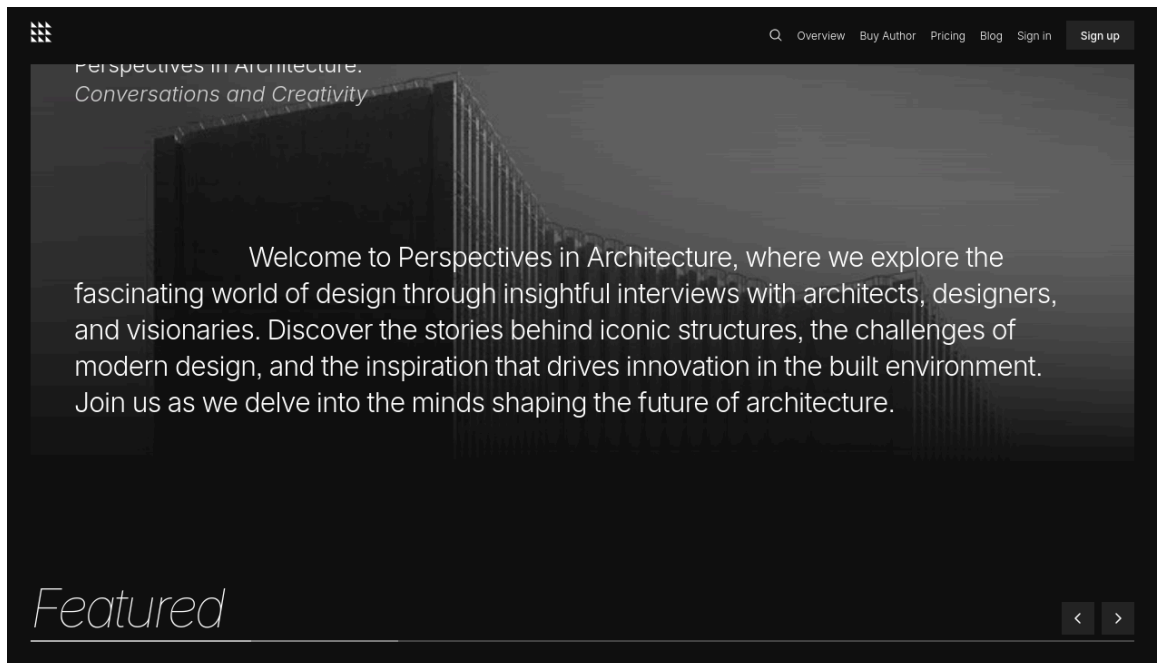 Overview Buy Author Pricing Blog Sign in Sign up
Perspectives in Architecture:
Conversations and Creativity
Welcome to Perspectives in Architecture, where we explore the
fascinating world of design through insightful interviews with architects, designers,
and visionaries. Discover the stories behind iconic structures, the challenges of
modern design, and the inspiration that drives innovation in the built environment.
Join us as we delve into the minds shaping the future of architecture.
Featured